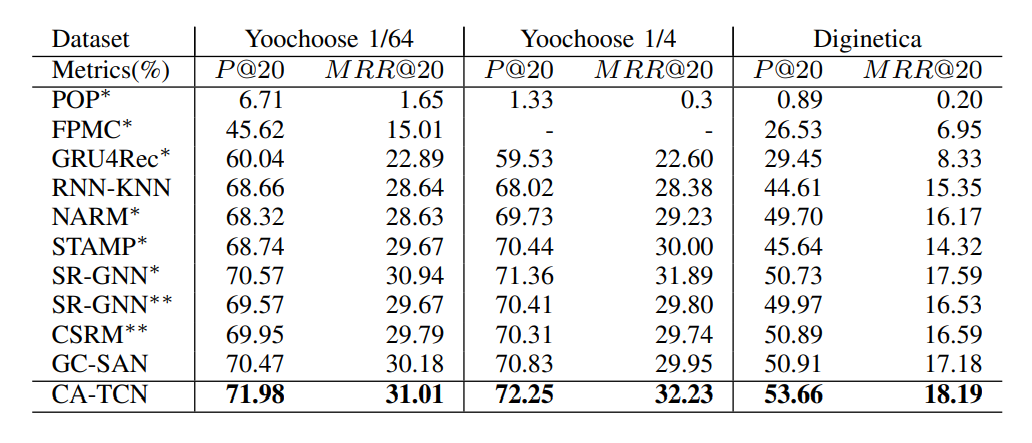 Dataset Yoochoose 1/64 Yoochoose 1/4 Diginetica
Metrics(%) P@20 MRR@20 P@20 MRR@20 P@20 MRR@20
POP* 6.71 1.65 1.33 0.3 0.89 0.20
FPMC* 45.62 15.01 - - 26.53 6.95
GRU4Rec* 60.04 22.89 59.53 22.60 29.45 8.33
RNN-KNN 68.66 28.64 68.02 28.38 44.61 15.35
NARM* 68.32 28.63 69.73 29.23 49.70 16.17
STAMP* 68.74 29.67 70.44 30.00 45.64 14.32
SR-GNN* 70.57 30.94 71.36 31.89 50.73 17.59
SR-GNN** 69.57 29.67 70.41 29.80 49.97 16.53
CSRM** 69.95 29.79 70.31 29.74 50.89 16.59
GC-SAN 70.47 30.18 70.83 29.95 50.91 17.18
CA-TCN 71.98 31.01 72.25 32.23 53.66 18.19